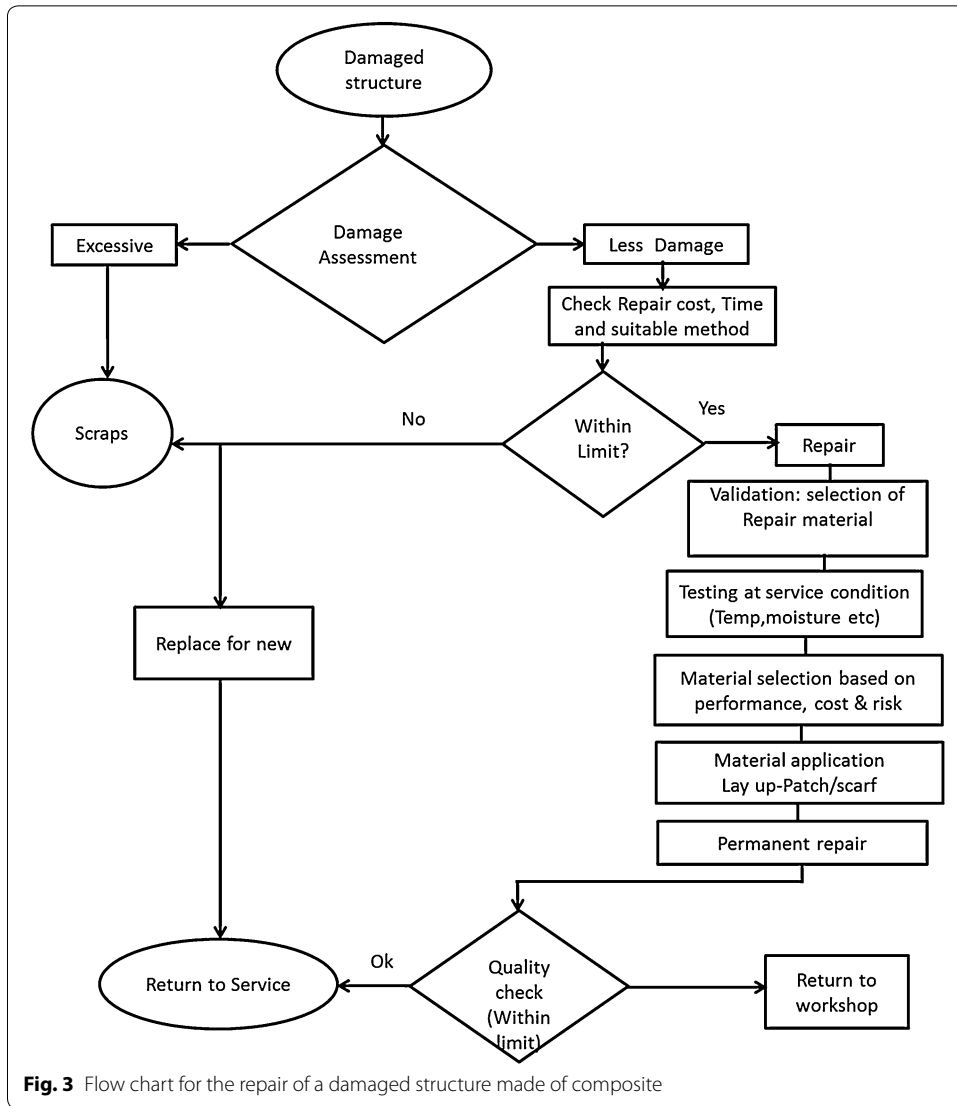 Damaged
structure
Damage
Assessment
Excessive
Less Damage
Check Repair cost, Time
and suitable method
Scraps
No
Within
Limit?
Yes
Repair
Validation: selection of
Repair material
Testing at service condition
(Temp,moisture etc)
Replace for new
Material selection based on
performance, cost & risk
Material application
Lay up-Patch/scarf
Permanent repair
Return to Service
Ok
Quality
check
(Within
limit)
Return to
workshop
Fig. 3 Flow chart for the repair of a damaged structure made of composite